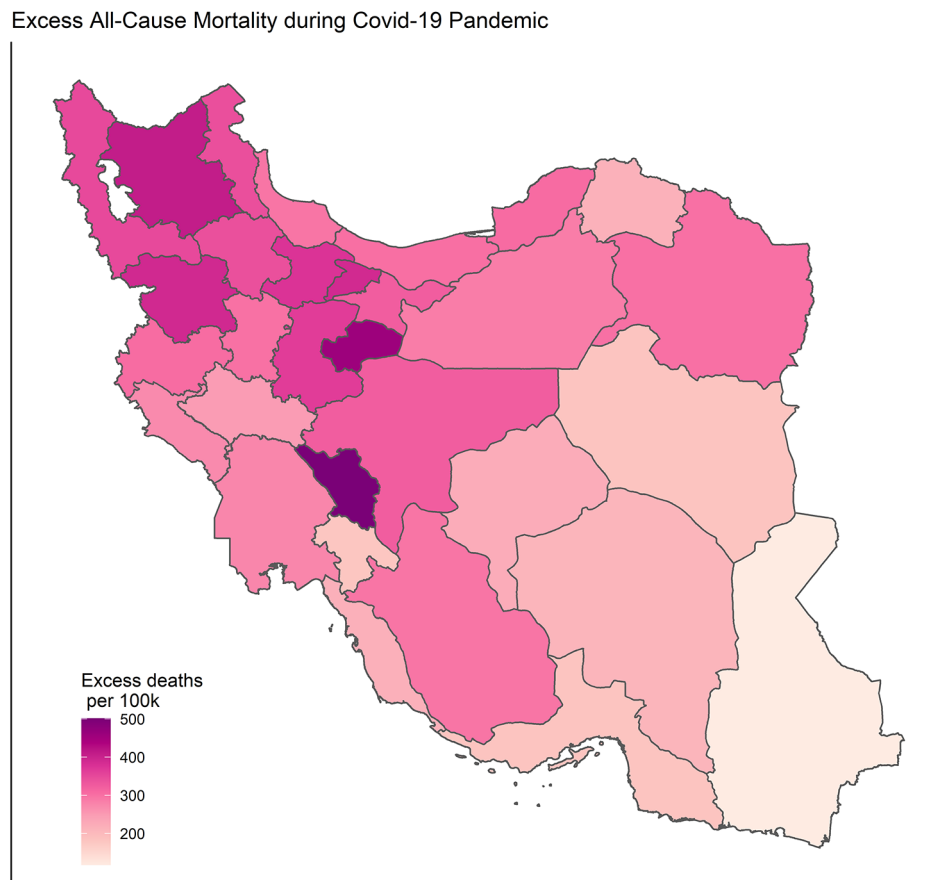 Excess All-Cause Mortality during Covid-19 Pandemic
Excess deaths
per 100k
500
400
300
200